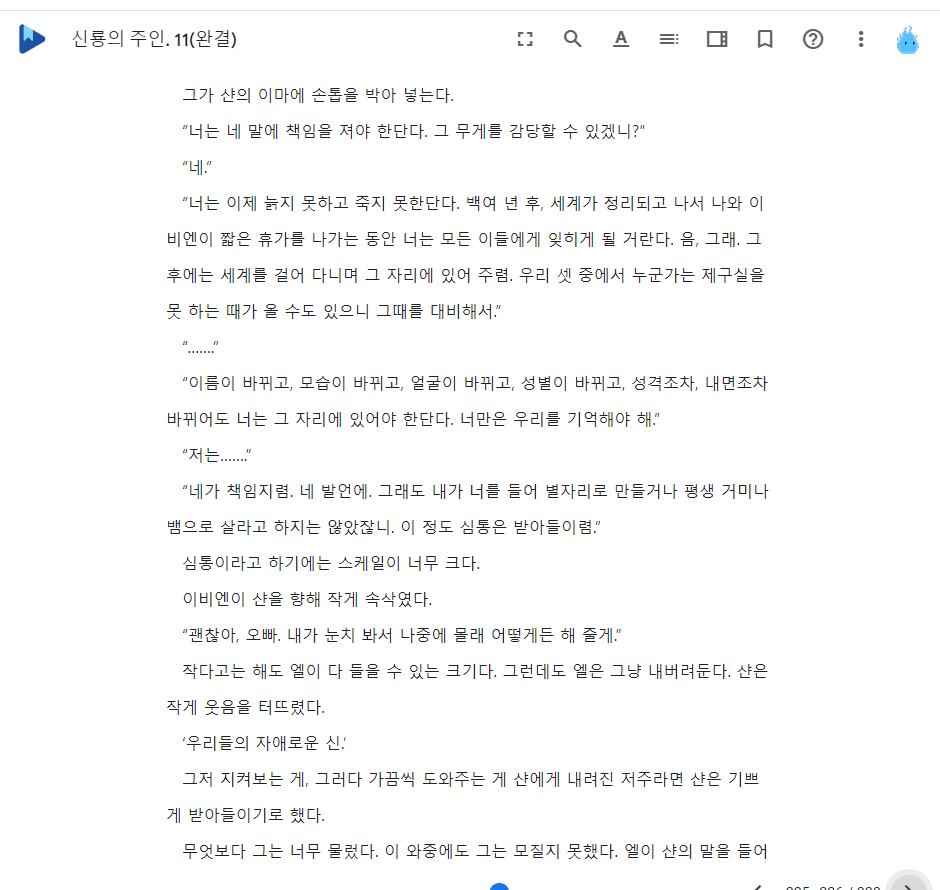 신룡의 주인. 11(완결)
그가 샨의 이마에 손톱을 박아 넣는다.
“너는 네 말에 책임을 져야 한단다. 그 무게를 감당할 수 있겠니?”
“네.”
“너는 이제 늙지 못하고 죽지 못한단다. 백여 년 후, 세계가 정리되고 나서 나와 이
비엔이 짧은 휴가를 나가는 동안 너는 모든 이들에게 잊히게 될 거란다. 음, 그래. 그
후에는 세계를 걸어 다니며 그 자리에 있어 주렴. 우리 셋 중에서 누군가는 제구실을
못 하는 때가 올 수도 있으니 그때를 대비해서.”
“.......”
“이름이 바뀌고, 모습이 바뀌고, 얼굴이 바뀌고, 성별이 바뀌고, 성격조차, 내면조차
바뀌어도 너는 그 자리에 있어야 한단다. 너만은 우리를 기억해야 해.”
“저는.......”
“네가 책임지렴. 네 발언에. 그래도 내가 너를 들어 별자리로 만들거나 평생 거미나
뱀으로 살라고 하지는 않았잖니. 이 정도 심통은 받아들이렴.”
심통이라고 하기에는 스케일이 너무 크다.
이비엔이 샨을 향해 작게 속삭였다.
“괜찮아, 오빠. 내가 눈치 봐서 나중에 몰래 어떻게든 해 줄게.”
작다고는 해도 엘이 다 들을 수 있는 크기다. 그런데도 엘은 그냥 내버려둔다. 샨은
작게 웃음을 터뜨렸다.
‘우리들의 자애로운 신.’
그저 지켜보는 게, 그러다 가끔씩 도와주는 게 샨에게 내려진 저주라면 샨은 기쁘
게 받아들이기로 했다.
무엇보다 그는 너무 물렀다. 이 와중에도 그는 모질지 못했다. 엘이 샨의 말을 들어